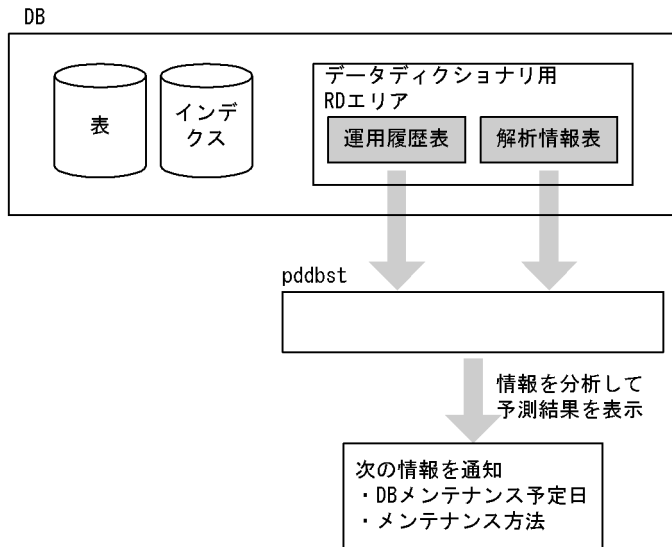 DB
表
インデ
クス
データディクショナリ用
RDエリア
運用履歴表
解析情報表
pddbst
情報を分析して
予測結果を表示
次の情報を通知
・DBメンテナンス予定日
・メンテナンス方法